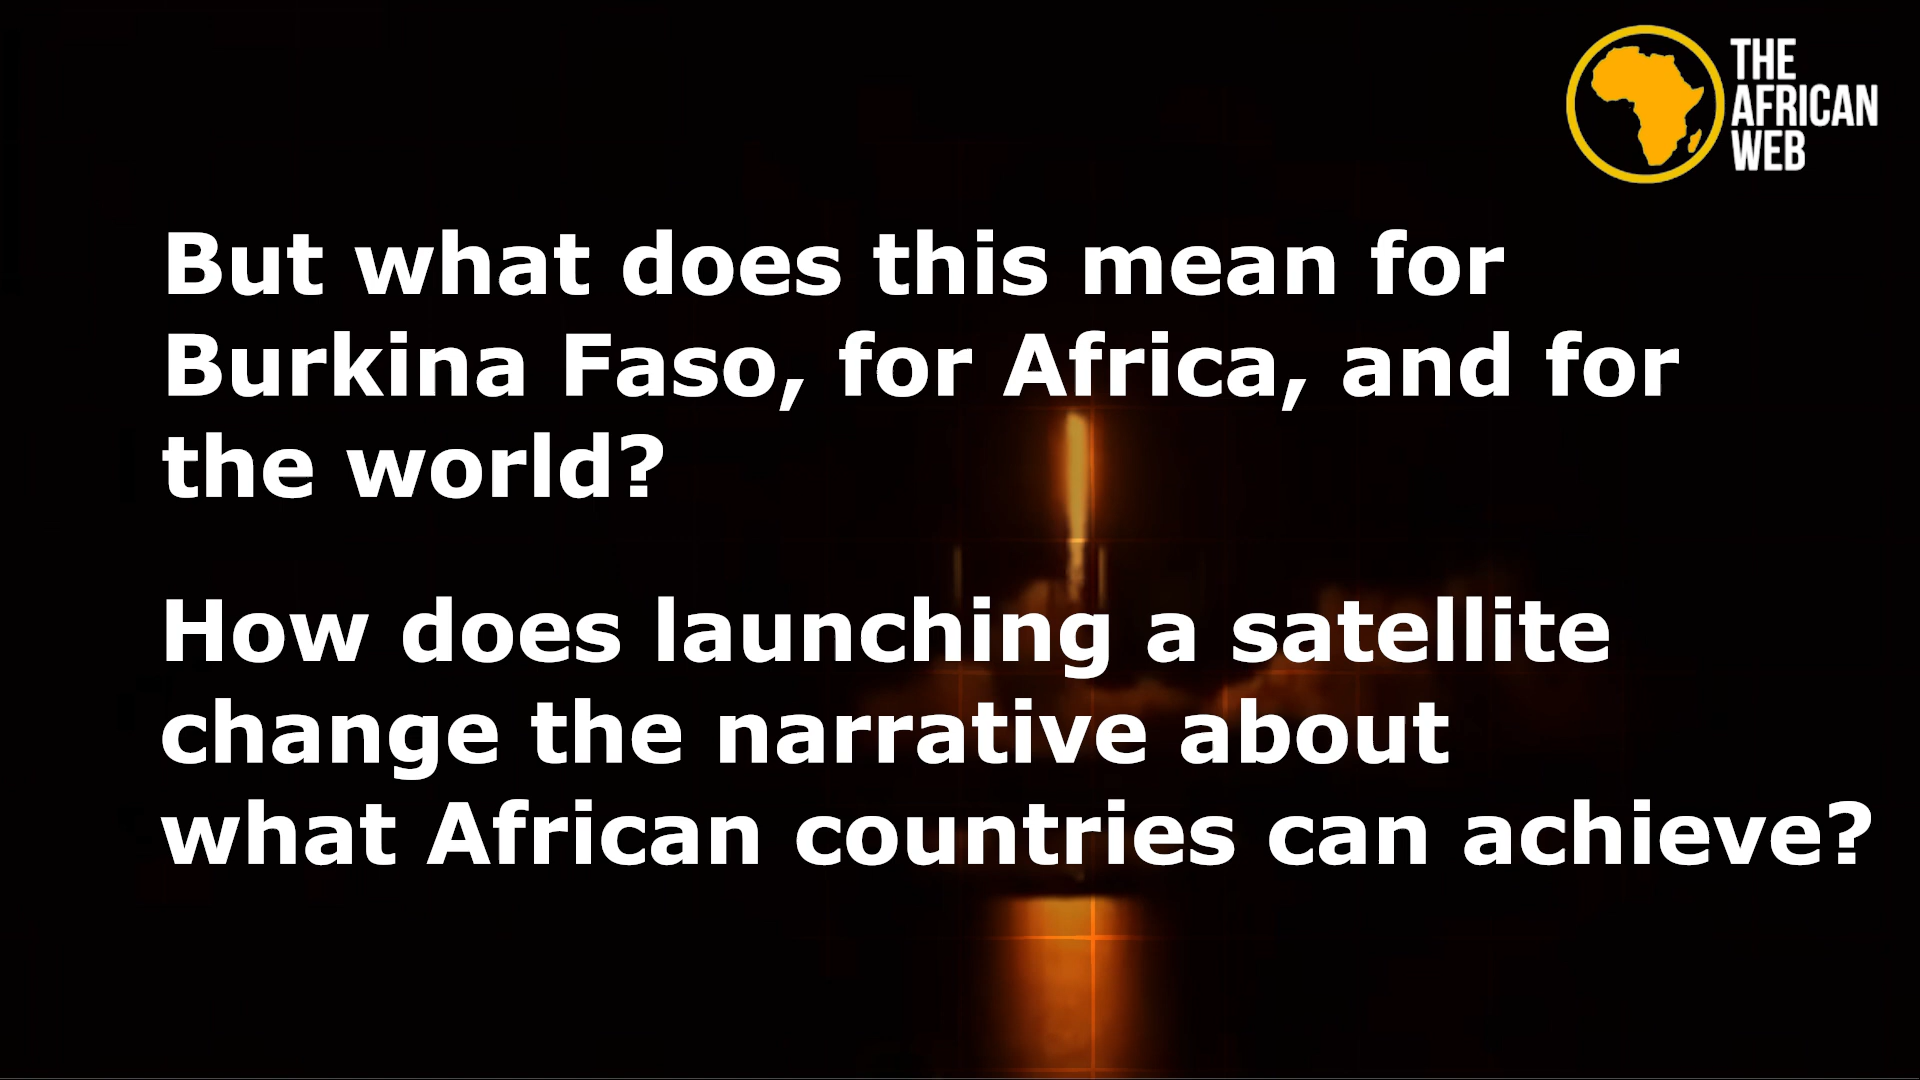 THE
AFRICAN
WEB
But what does this mean for
Burkina Faso, for Africa, and for
the world?
How does launching a satellite
change the narrative about
what African countries can achieve?